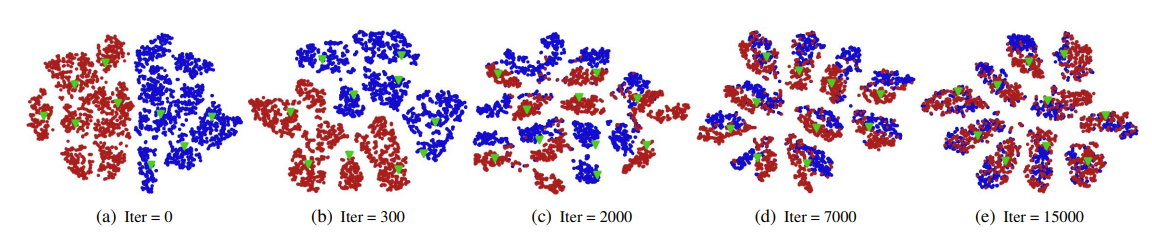 (a) Iter = 0
(b) Iter = 300
(c) Iter = 2000
(d) Iter = 7000
(e) Iter = 15000